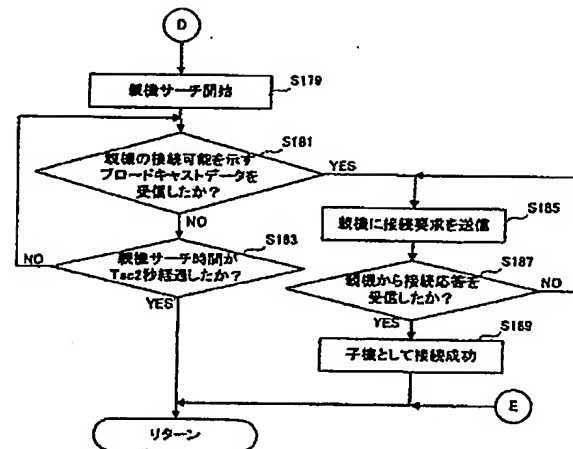 D
親機サーチ開始
S179
親機の接続可能を示す
ブロードキャストデータを
受信したか?
S181
YES
NO
親機に接続要求を送信
S185
親機サーチ時間が
Tsc2秒経過したか?
S183
NO
YES
親機から接続応答を
受信したか?
S187
NO
YES
子機として接続成功
S189
E
リターン